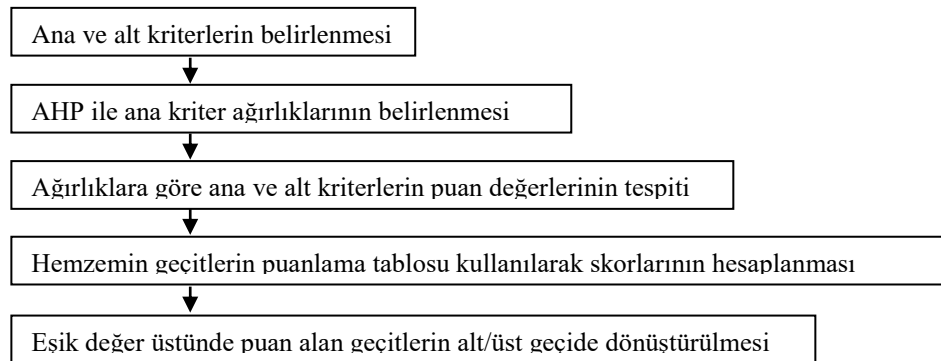 Ana ve alt kriterlerin belirlenmesi
AHP ile ana kriter ağırlıklarının belirlenmesi
Ağırlıklara göre ana ve alt kriterlerin puan değerlerinin tespiti
Hemzemin geçitlerin puanlama tablosu kullanılarak skorlarının hesaplanması
Eşik değer üstünde puan alan geçitlerin alt/üst geçide dönüştürülmesi